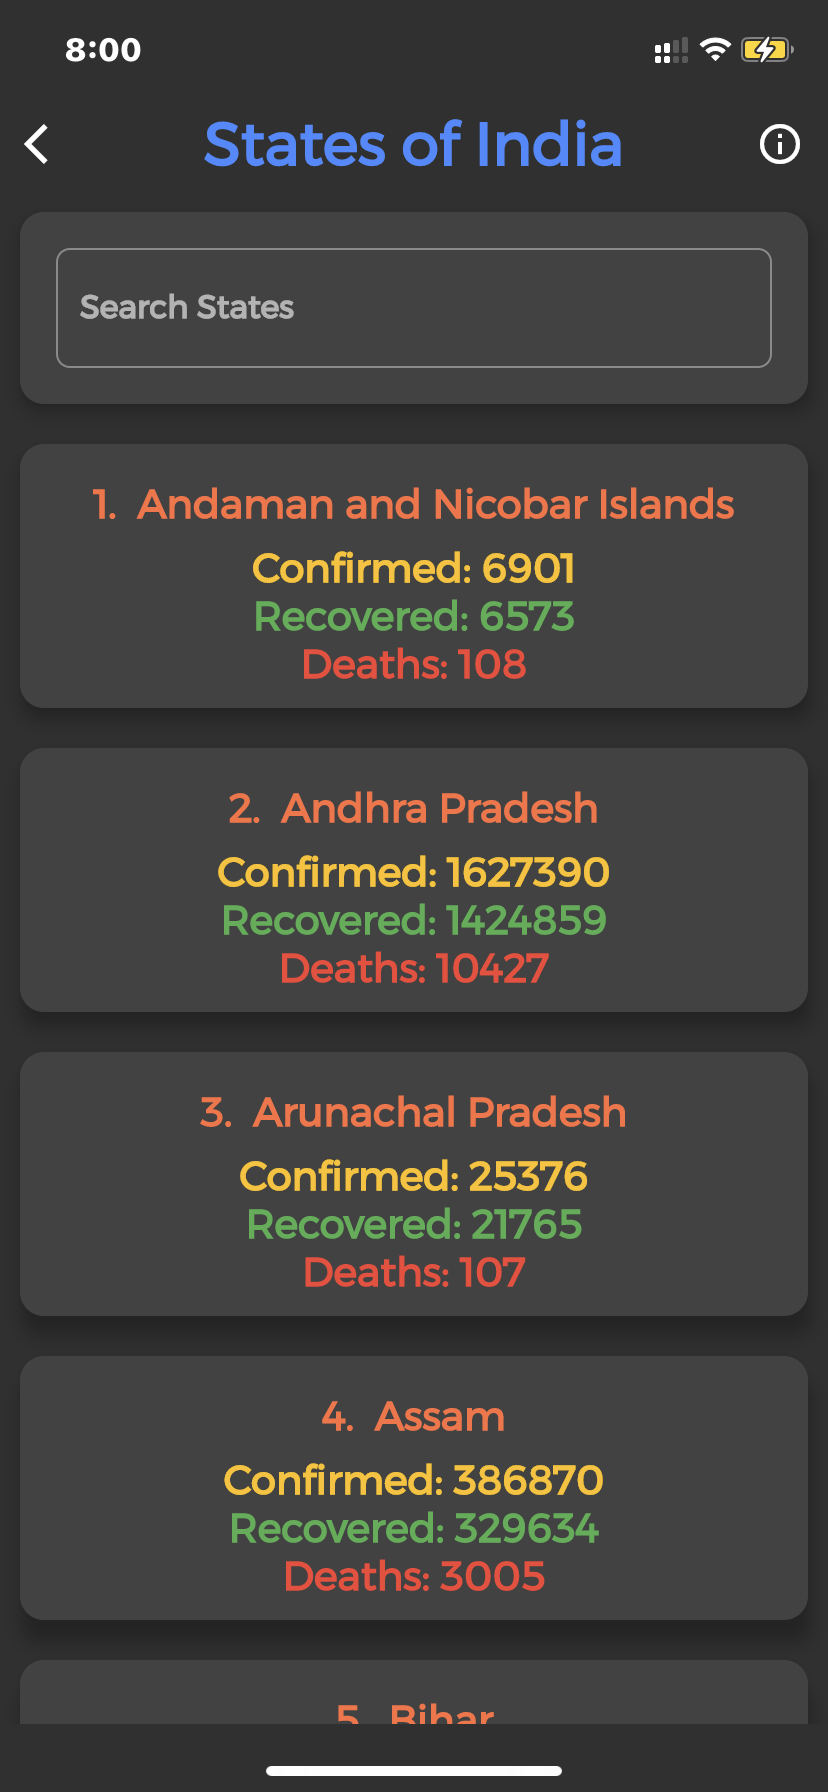 8:00
States of India
Search States
1. Andaman and Nicobar Islands
Confirmed: 6901
Recovered: 6573
Deaths: 108
2. Andhra Pradesh
Confirmed: 1627390
Recovered: 1424859
Deaths: 10427
3. Arunachal Pradesh
Confirmed: 25376
Recovered: 21765
Deaths: 107
4. Assam
Confirmed: 386870
Recovered: 329634
Deaths: 3005
5. Bihar